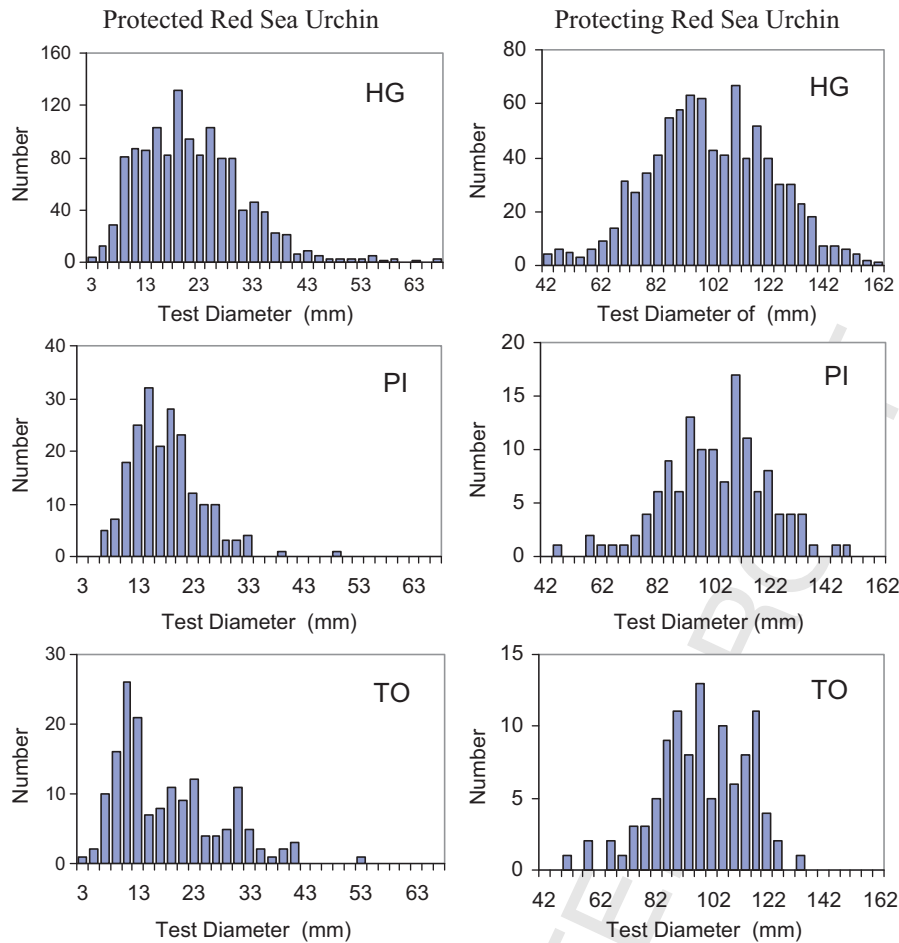 Protected Red Sea Urchin
Protecting Red Sea Urchin
160
120
80
40
0
Number
HG
3 13 23 33 43 53 63
Test Diameter (mm)
80
60
40
20
0
Number
HG
42 62 82 102 122 142 162
Test Diameter of (mm)
40
30
20
10
0
Number
PI
3 13 23 33 43 53 63
Test Diameter (mm)
20
15
10
5
0
Number
PI
42 62 82 102 122 142 162
Test Diameter (mm)
30
20
10
0
Number
TO
3 13 23 33 43 53 63
Test Diameter (mm)
15
10
5
0
Number
TO
42 62 82 102 122 142 162
Test Diameter (mm)